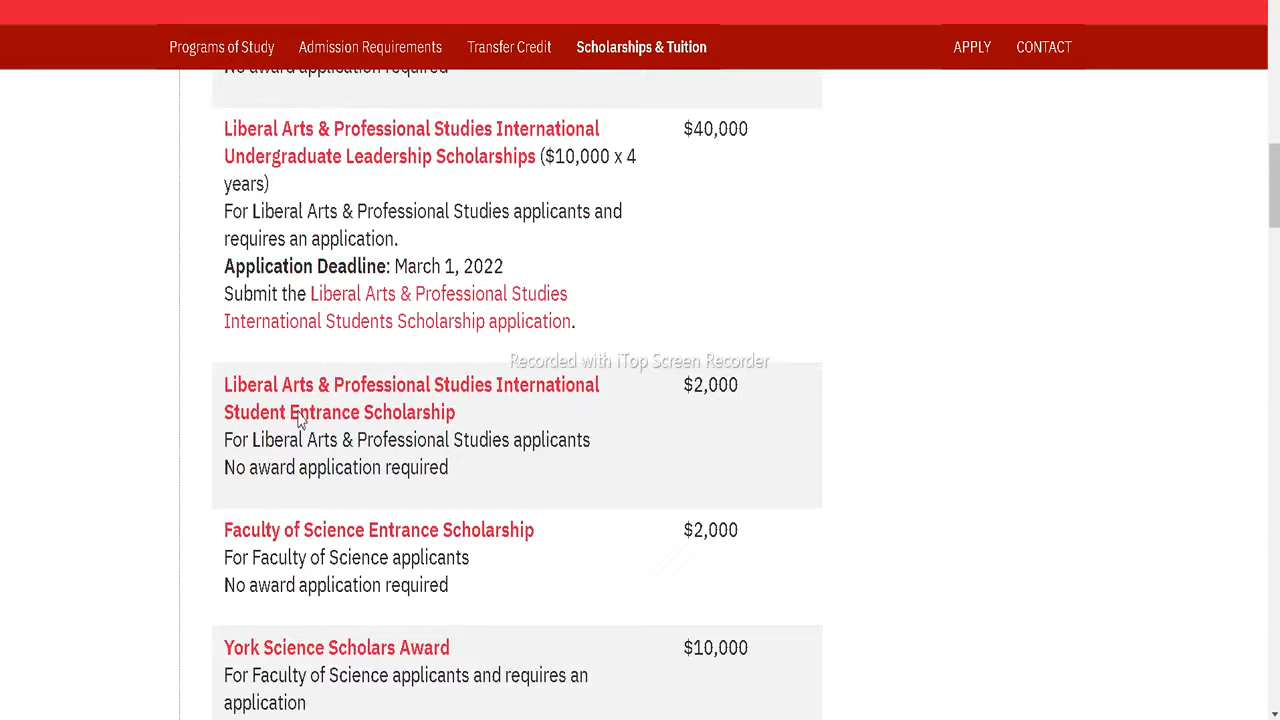 Programs of Study Admission Requirements Transfer Credit Scholarships & Tuition APPLY CONTACT
No award application required
Liberal Arts & Professional Studies International $40,000
Undergraduate Leadership Scholarships ($10,000 x 4
years)
For Liberal Arts & Professional Studies applicants and
requires an application.
Application Deadline: March 1, 2022
Submit the Liberal Arts & Professional Studies
International Students Scholarship application.
Recorded with iTop Screen Recorder
Liberal Arts & Professional Studies International $2,000
Student Entrance Scholarship
For Liberal Arts & Professional Studies applicants
No award application required
Faculty of Science Entrance Scholarship $2,000
For Faculty of Science applicants
No award application required
York Science Scholars Award $10,000
For Faculty of Science applicants and requires an
application